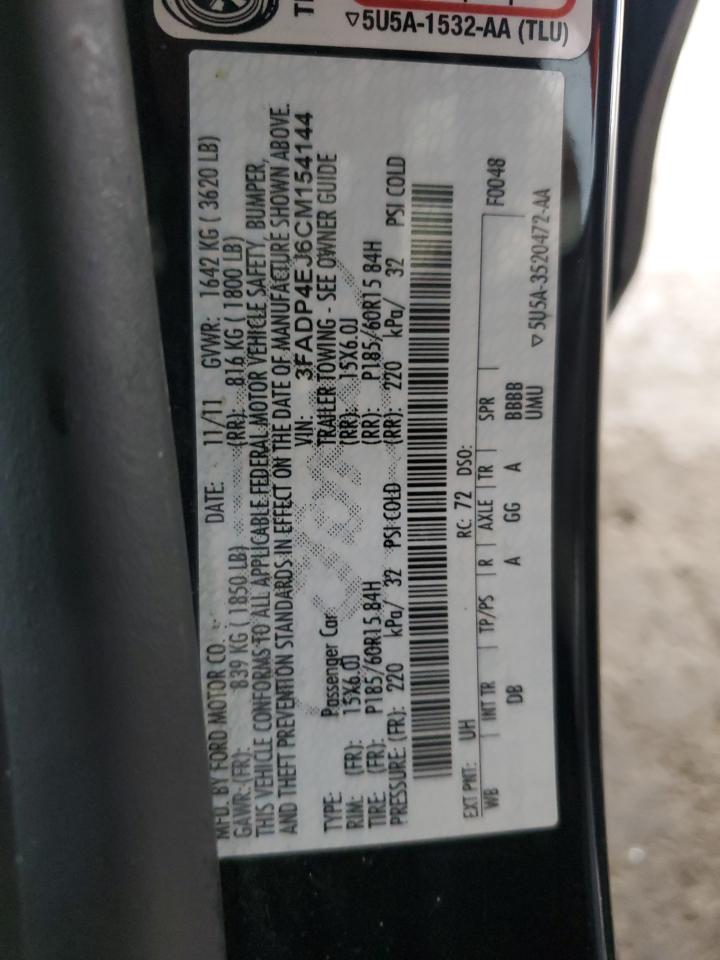 ▽5U5A-1532-AA (TLU)
MFD. BY FORD MOTOR CO. DATE: 11/11 GVWR: 1642 KG ( 3620 LB)
GAWR: (FR): 839 KG ( 1850 LB) (RR): 816 KG ( 1800 LB)
THIS VEHICLE CONFORMS TO ALL APPLICABLE FEDERAL MOTOR VEHICLE SAFETY, BUMPER,
AND THEFT PREVENTION STANDARDS IN EFFECT ON THE DATE OF MANUFACTURE SHOWN ABOVE.
VIN: 3FADP4EJ6CM154144
TYPE: Passenger Car TRAILER TOWING - SEE OWNER GUIDE
RIM: (FR): 15X6.0J (RR): 15X6.0J
TIRE: (FR): P185/60R15 84H (RR): P185/60R15 84H
PRESSURE: (FR): 220 kPa/ 32 PSI COLD (RR): 220 kPa/ 32 PSI COLD
EXT PNT: UH RC: 72 DSO:
WB INT TR TP/PS R AXLE TR SPR
DB A GG A BBBB F0048
UMU
▽5U5A-3520472-AA